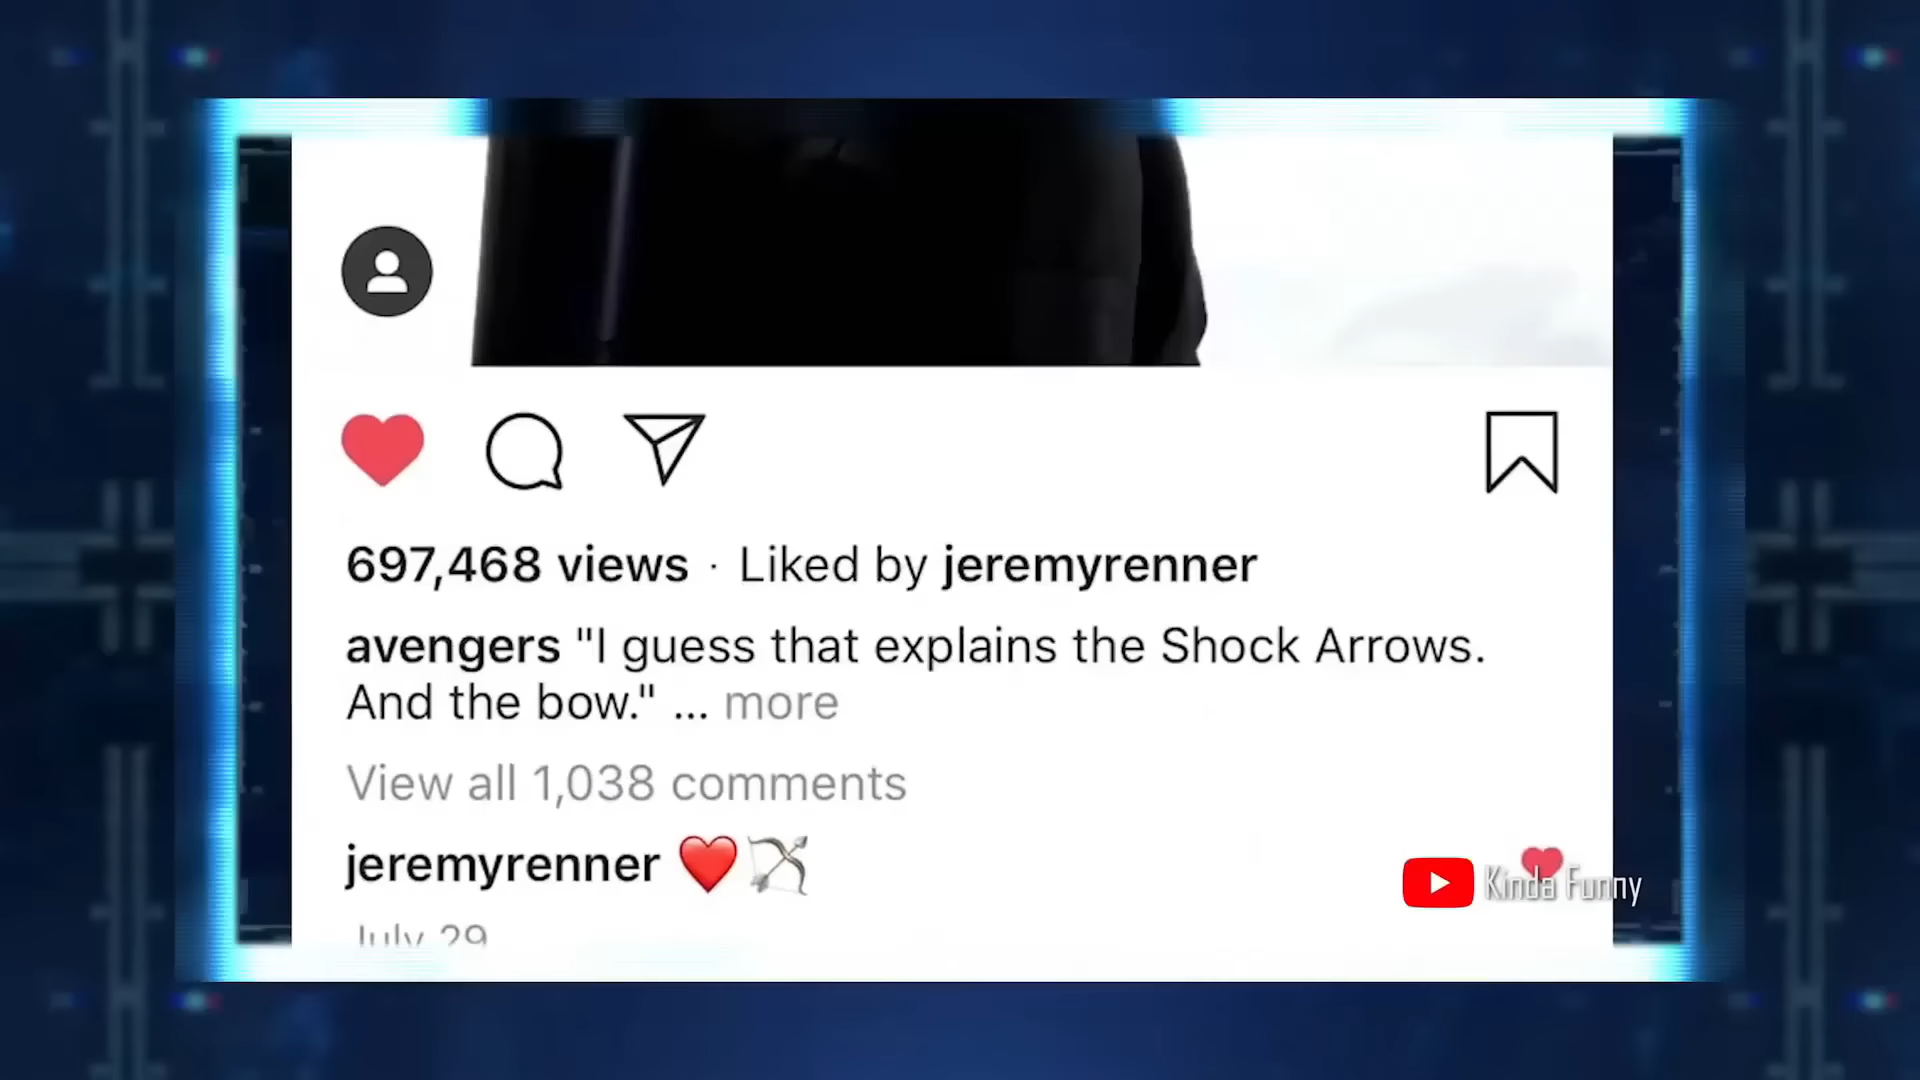 697,468 views · Liked by jeremyrenner
avengers "I guess that explains the Shock Arrows.
And the bow." ... more
View all 1,038 comments
jeremyrenner ❤️🏹
Kinda Funny
July 29